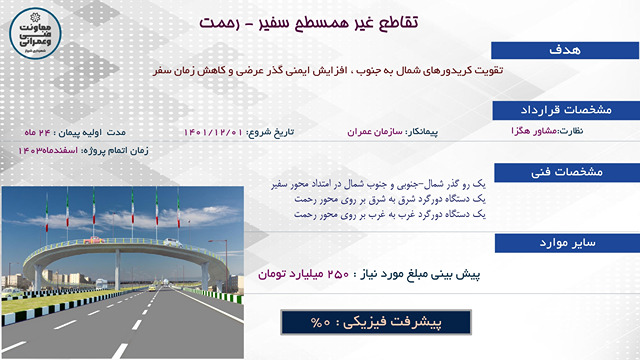 معاونت
فنی
وعمرانی
شهرداری شیراز
تقاطع غیر همسطح سفیر - رحمت
هدف
تقویت کریدورهای شمال به جنوب ، افزایش ایمنی گذر عرضی و کاهش زمان سفر
مشخصات قرارداد
نظارت:مشاور هگزا پیمانکار: سازمان عمران تاریخ شروع: ۱۴۰۱/۱۲/۰۱ مدت اولیه پیمان : ۲۴ ماه
زمان اتمام پروژه: اسفندماه۱۴۰۳
مشخصات فنی
یک رو گذر شمال-جنوبی و جنوب شمال در امتداد محور سفیر
یک دستگاه دورگرد شرق به شرق بر روی محور رحمت
یک دستگاه دورگرد غرب به غرب بر روی محور رحمت
سایر موارد
پیش بینی مبلغ مورد نیاز : ۲۵۰ میلیارد تومان
پیشرفت فیزیکی : ۰%